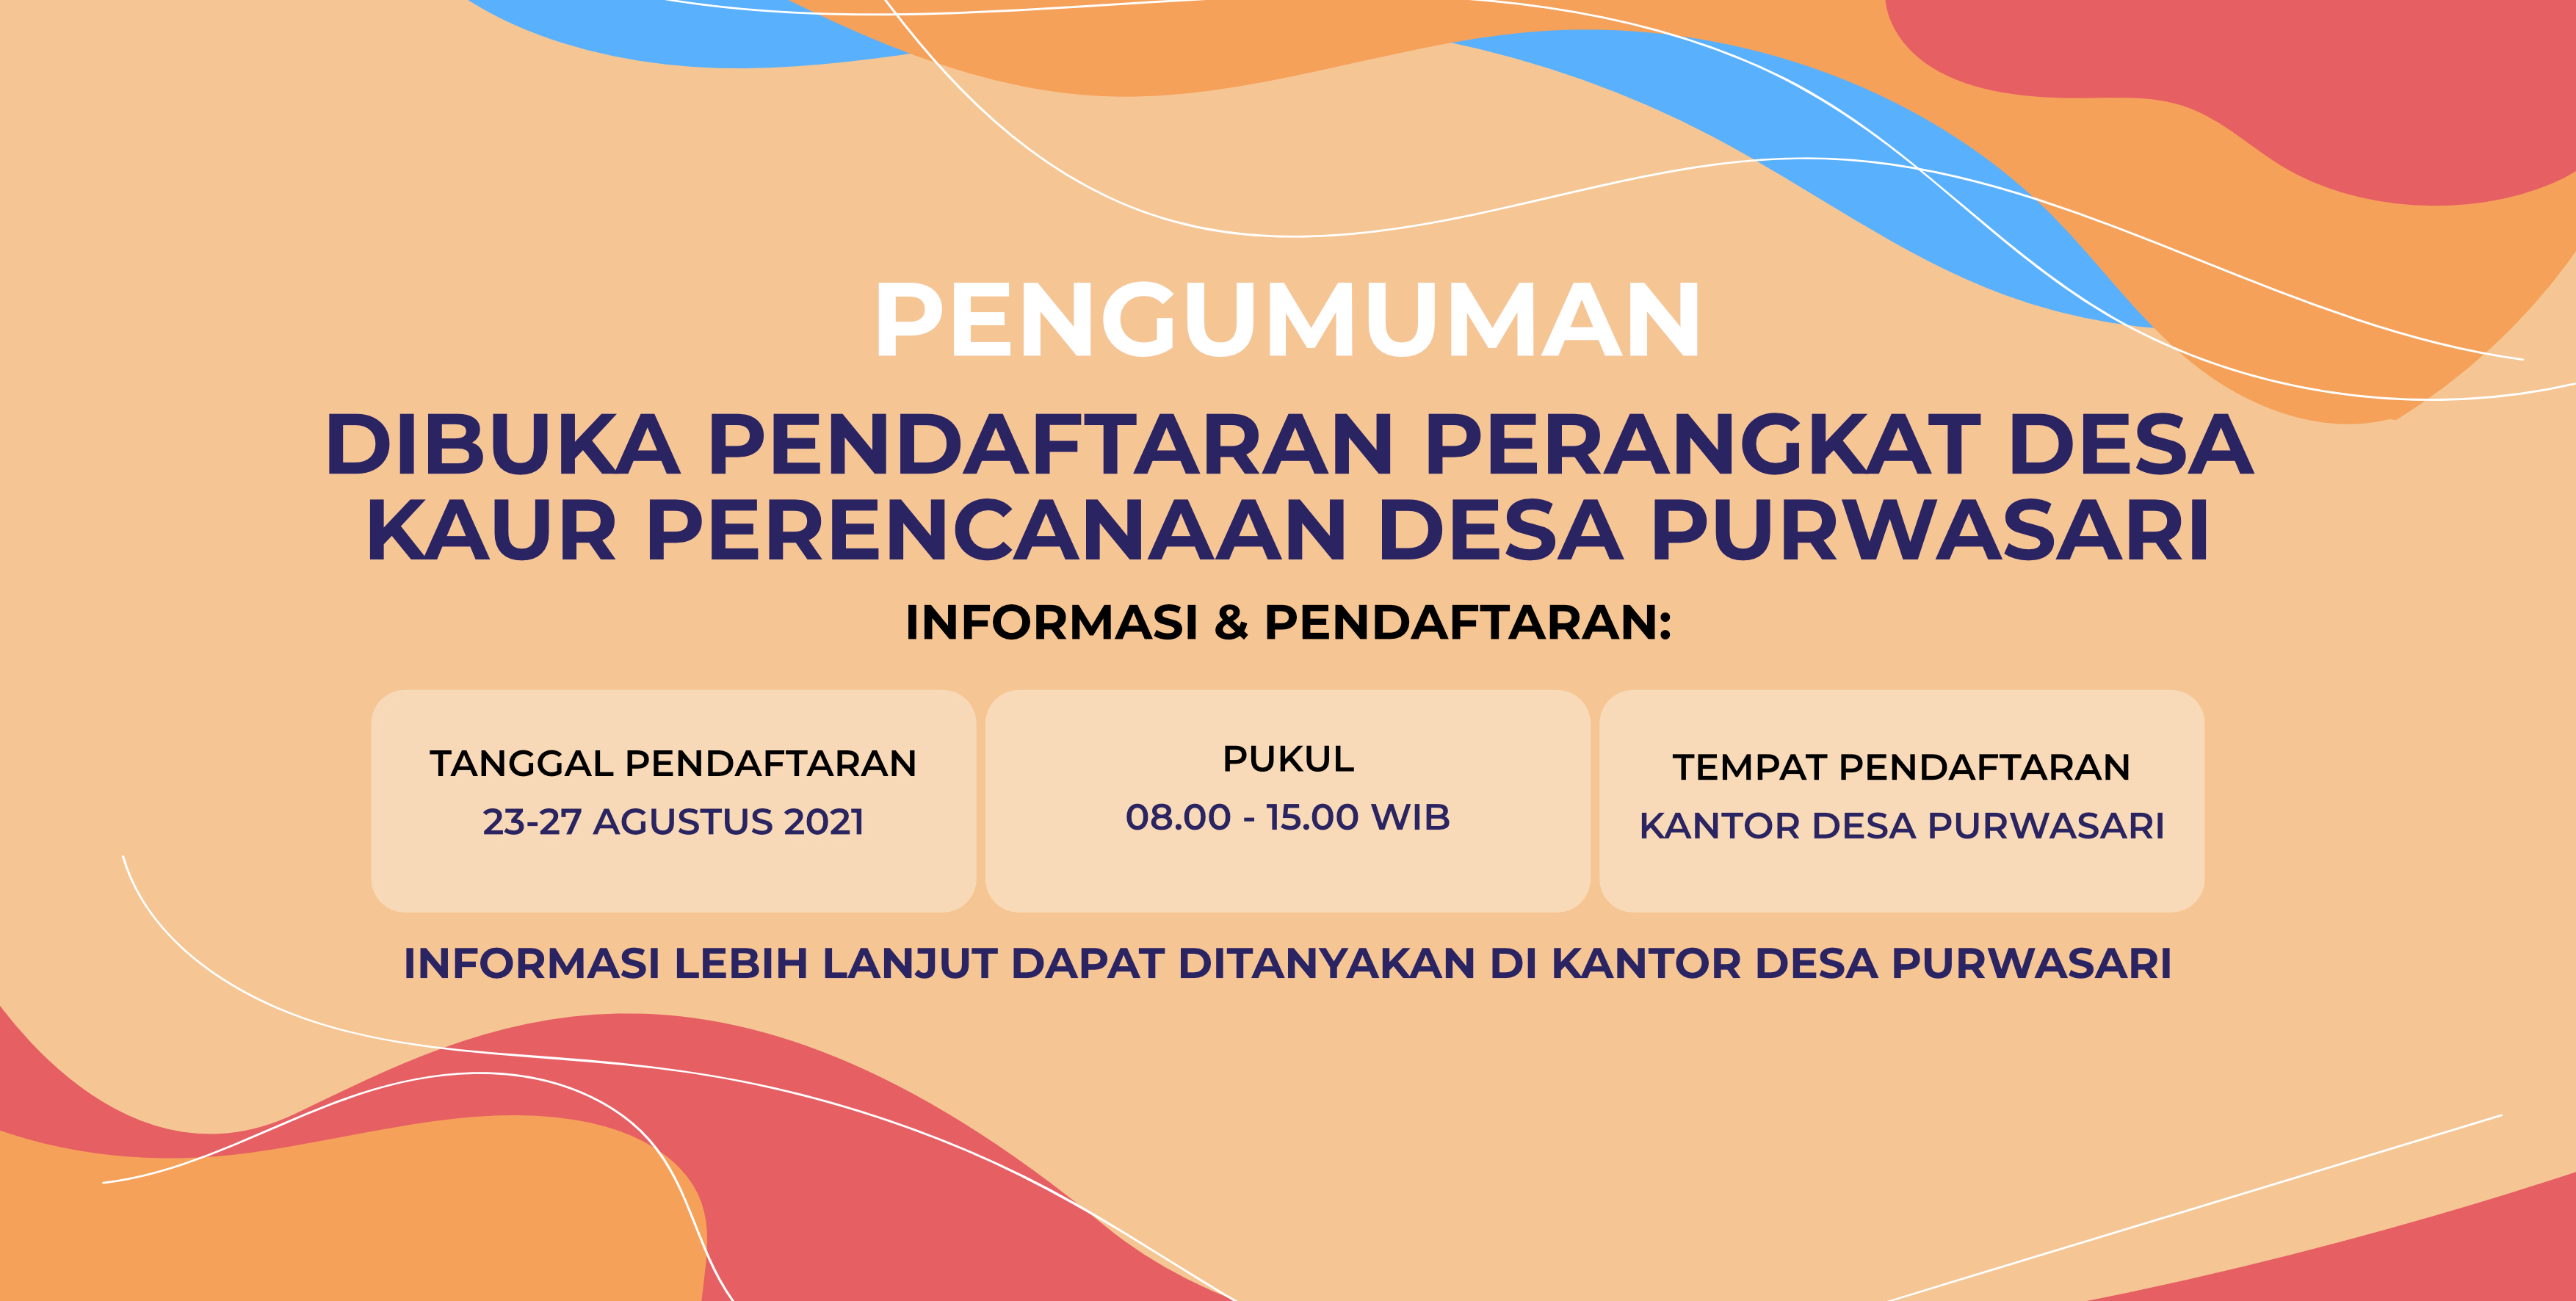 PENGUMUMAN
DIBUKA PENDAFTARAN PERANGKAT DESA
KAUR PERENCANAAN DESA PURWASARI
INFORMASI & PENDAFTARAN:
TANGGAL PENDAFTARAN
23-27 AGUSTUS 2021
PUKUL
08.00 - 15.00 WIB
TEMPAT PENDAFTARAN
KANTOR DESA PURWASARI
INFORMASI LEBIH LANJUT DAPAT DITANYAKAN DI KANTOR DESA PURWASARI